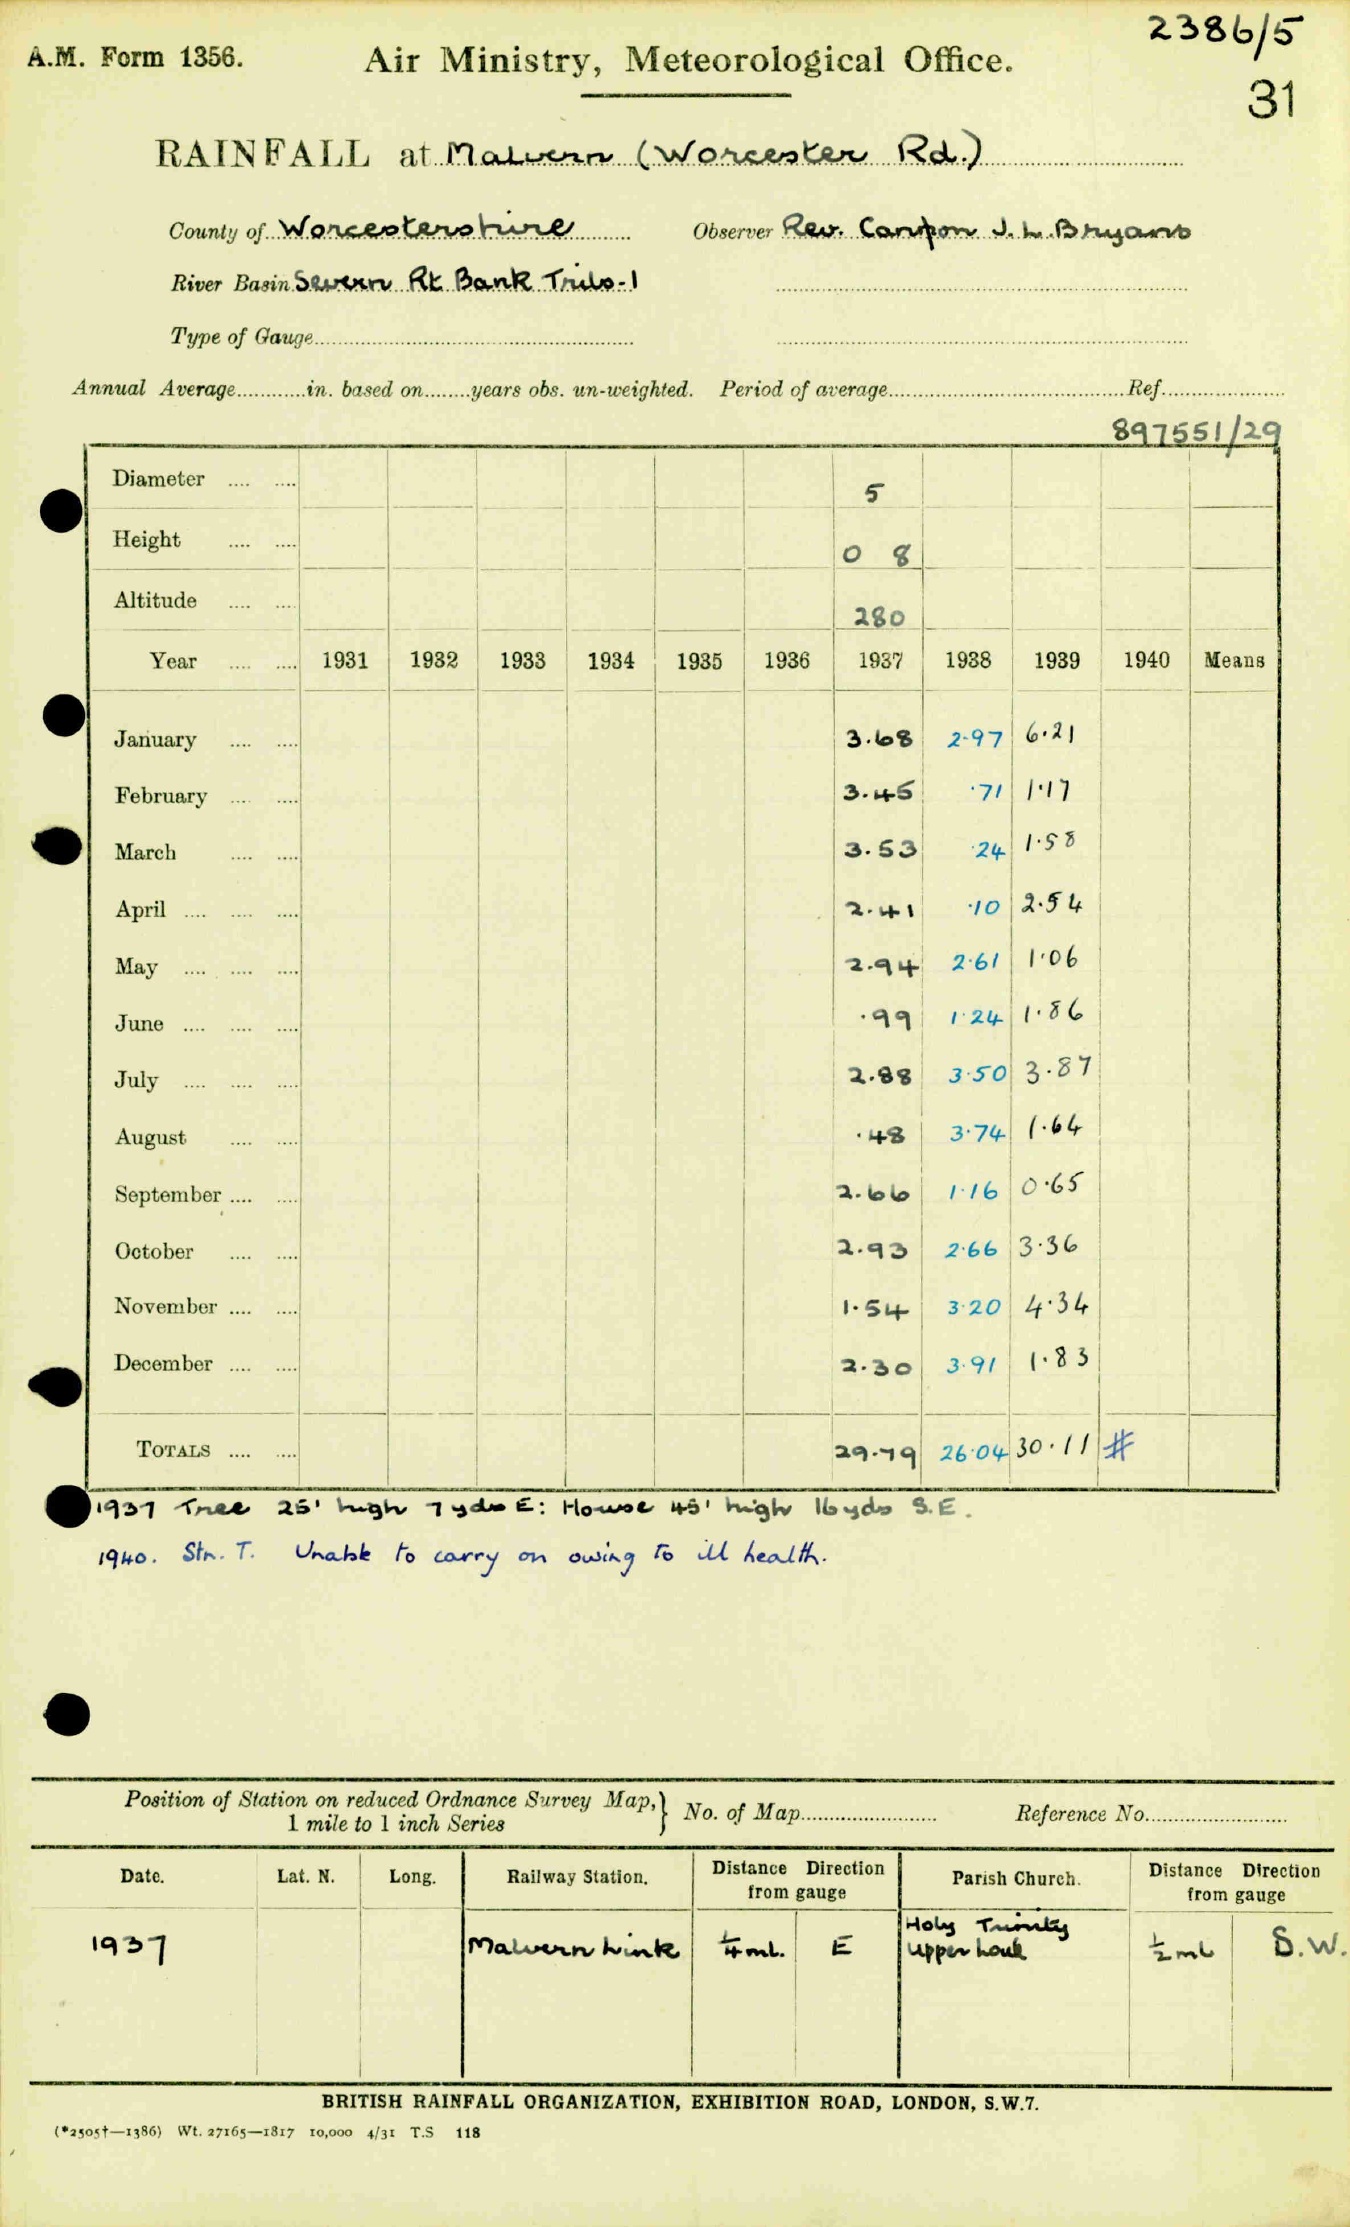 2386/5
A.M. Form 1356. Air Ministry, Meteorological Office.
31
RAINFALL at Malvern (Worcester Rd.)
County of Worcestershire Observer Rev. Canon J. L. Bryans
River Basin Severn Rt Bank Tribs-1
Type of Gauge
Annual Average in. based on years obs. un-weighted. Period of average Ref.
897551/29
Diameter 5
Height 0 8
Altitude 280
Year 1931 1932 1933 1934 1935 1936 1937 1938 1939 1940 Means
January 3.68 2.97 6.21
February 3.45 .71 1.17
March 3.53 .24 1.58
April 2.41 .10 2.54
May 2.94 2.61 1.06
June .99 1.24 1.86
July 2.88 3.50 3.87
August .48 3.74 1.64
September 2.66 1.16 0.65
October 2.93 2.66 3.36
November 1.54 3.20 4.34
December 2.30 3.91 1.83
TOTALS 29.79 26.04 30.11 #
1937 Tree 25' high 7 yds E: House 45' high 16 yds S.E.
1940. Stn. T. Unable to carry on owing to ill health.
Position of Station on reduced Ordnance Survey Map, } No. of Map Reference No.
1 mile to 1 inch Series
Date. Lat. N. Long. Railway Station. Distance Direction from gauge Parish Church. Distance Direction from gauge
1937 Malvern Link 1/4 ml. E Holy Trinity 1/2 ml S.W.
Upper
BRITISH RAINFALL ORGANIZATION, EXHIBITION ROAD, LONDON, S.W.7.
(*2505†—1386) Wt. 27165—1817 10,000 4/31 T.S 118